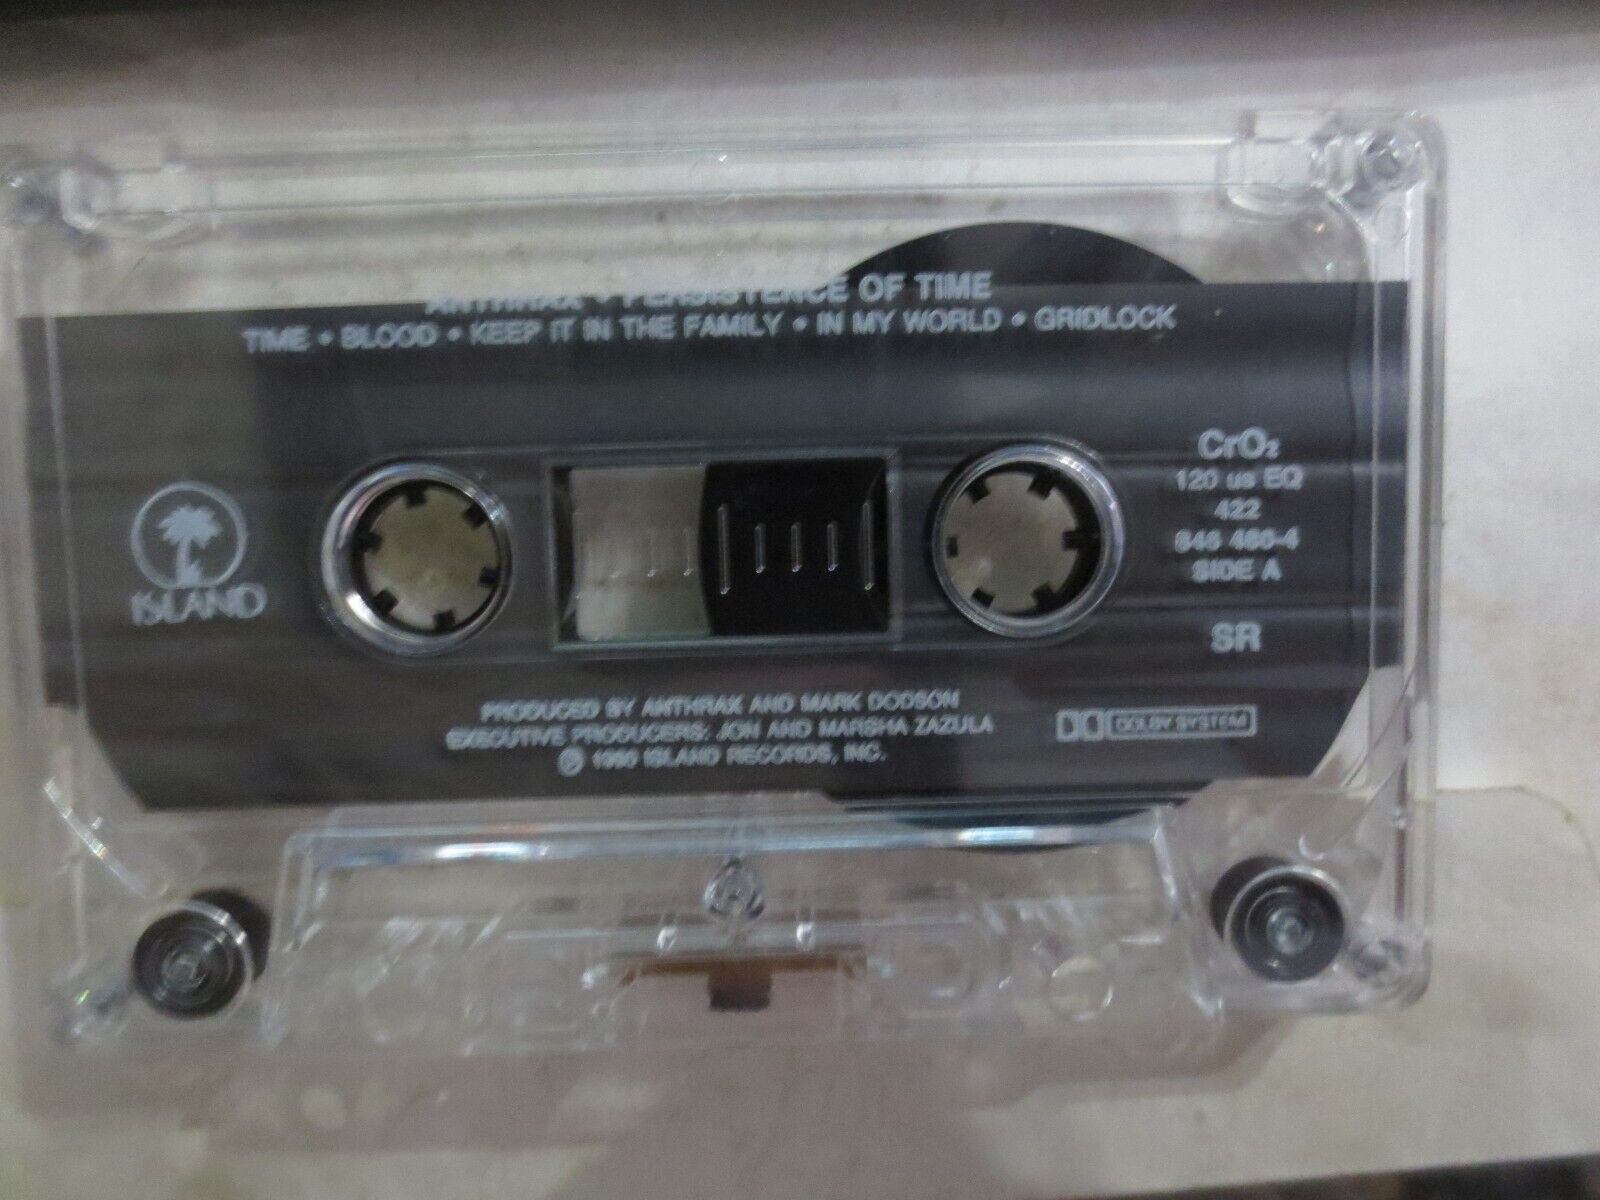 ANTHRAX • PERSISTENCE OF TIME
TIME • BLOOD • KEEP IT IN THE FAMILY • IN MY WORLD • GRIDLOCK
ISLAND
CrO₂
120 us EQ
422
846 480-4
SIDE A
SR
PRODUCED BY ANTHRAX AND MARK DODSON
EXECUTIVE PRODUCERS: JON AND MARSHA ZAZULA
Ⓟ 1990 ISLAND RECORDS, INC.
DOLBY SYSTEM